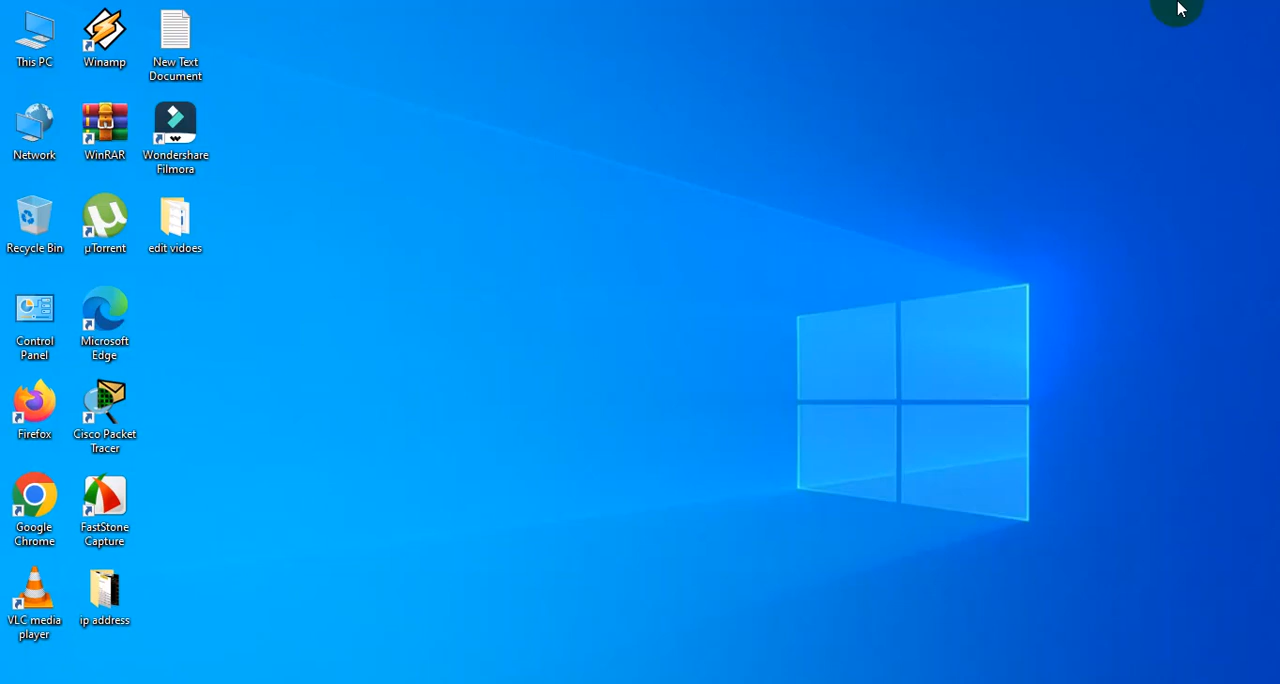 This PC
Winamp
New Text
Document
Network
WinRAR
Wondershare
Filmora
Recycle Bin
µTorrent
edit vidoes
Control
Panel
Microsoft
Edge
Firefox
Cisco Packet
Tracer
Google
Chrome
FastStone
Capture
VLC media
player
ip address